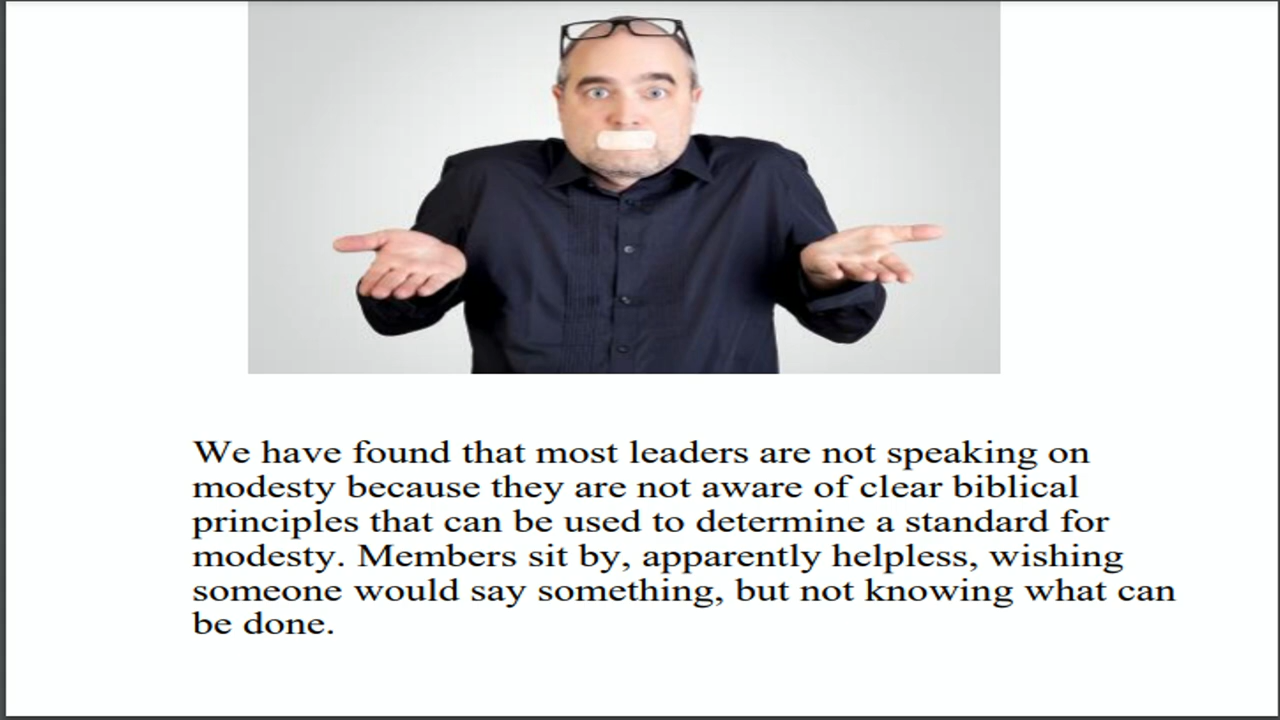 We have found that most leaders are not speaking on
modesty because they are not aware of clear biblical
principles that can be used to determine a standard for
modesty. Members sit by, apparently helpless, wishing
someone would say something, but not knowing what can
be done.